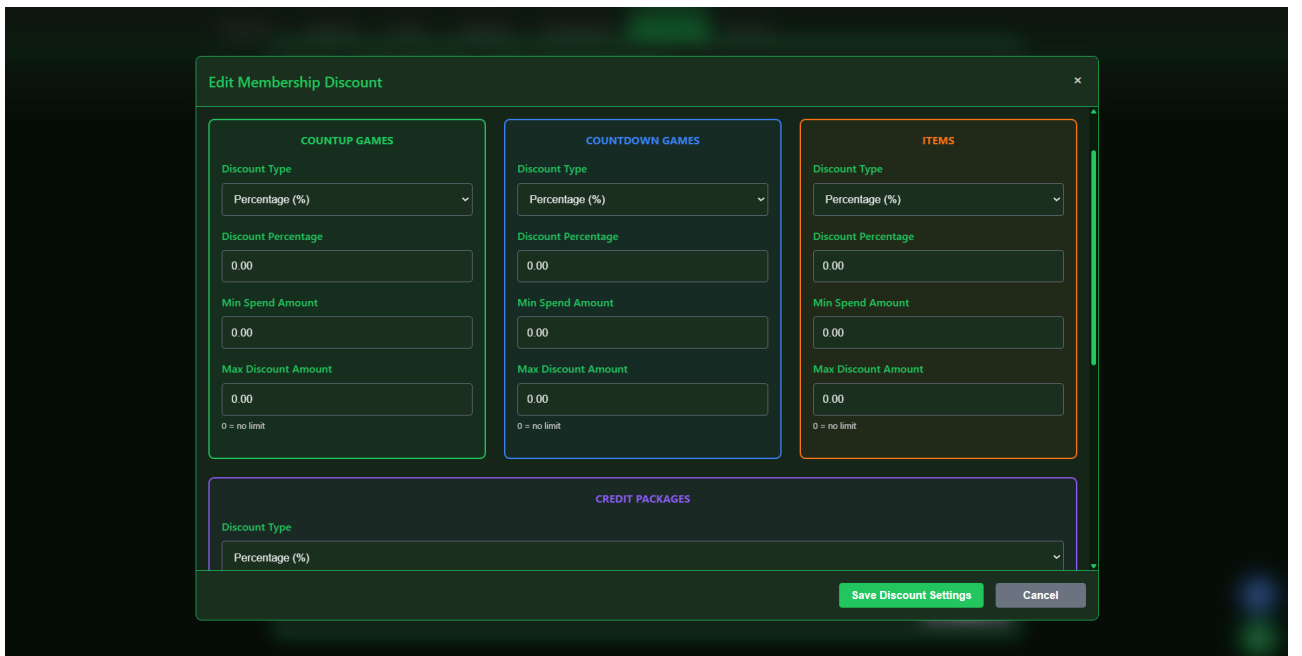 Edit Membership Discount
×
COUNTUP GAMES
Discount Type
Percentage (%)
Discount Percentage
0.00
Min Spend Amount
0.00
Max Discount Amount
0.00
0 = no limit
COUNTDOWN GAMES
Discount Type
Percentage (%)
Discount Percentage
0.00
Min Spend Amount
0.00
Max Discount Amount
0.00
0 = no limit
ITEMS
Discount Type
Percentage (%)
Discount Percentage
0.00
Min Spend Amount
0.00
Max Discount Amount
0.00
0 = no limit
CREDIT PACKAGES
Discount Type
Percentage (%)
Save Discount Settings
Cancel